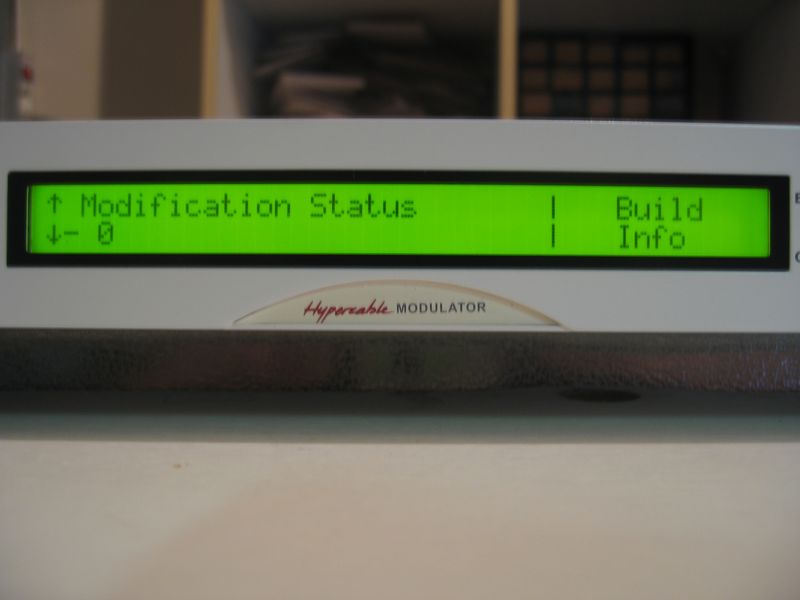 ↑ Modification Status | Build
↓- 0 | Info
Hypercable MODULATOR